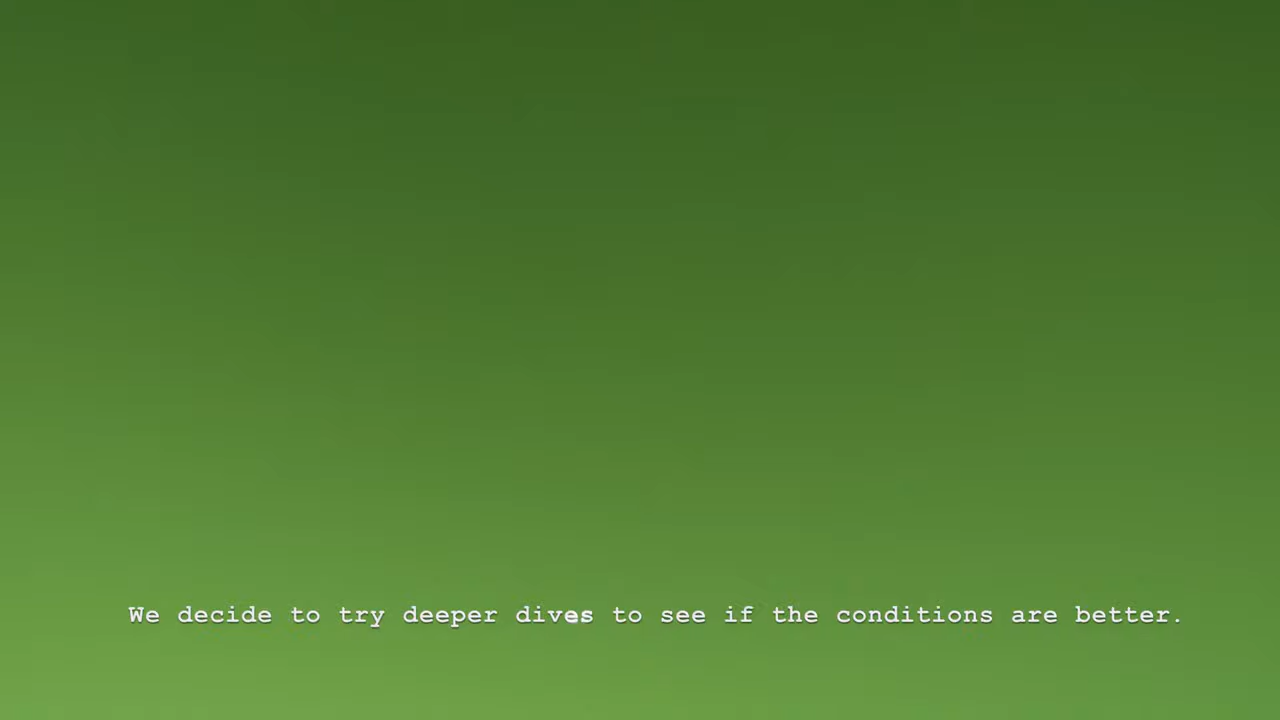 We decide to try deeper dives to see if the conditions are better.